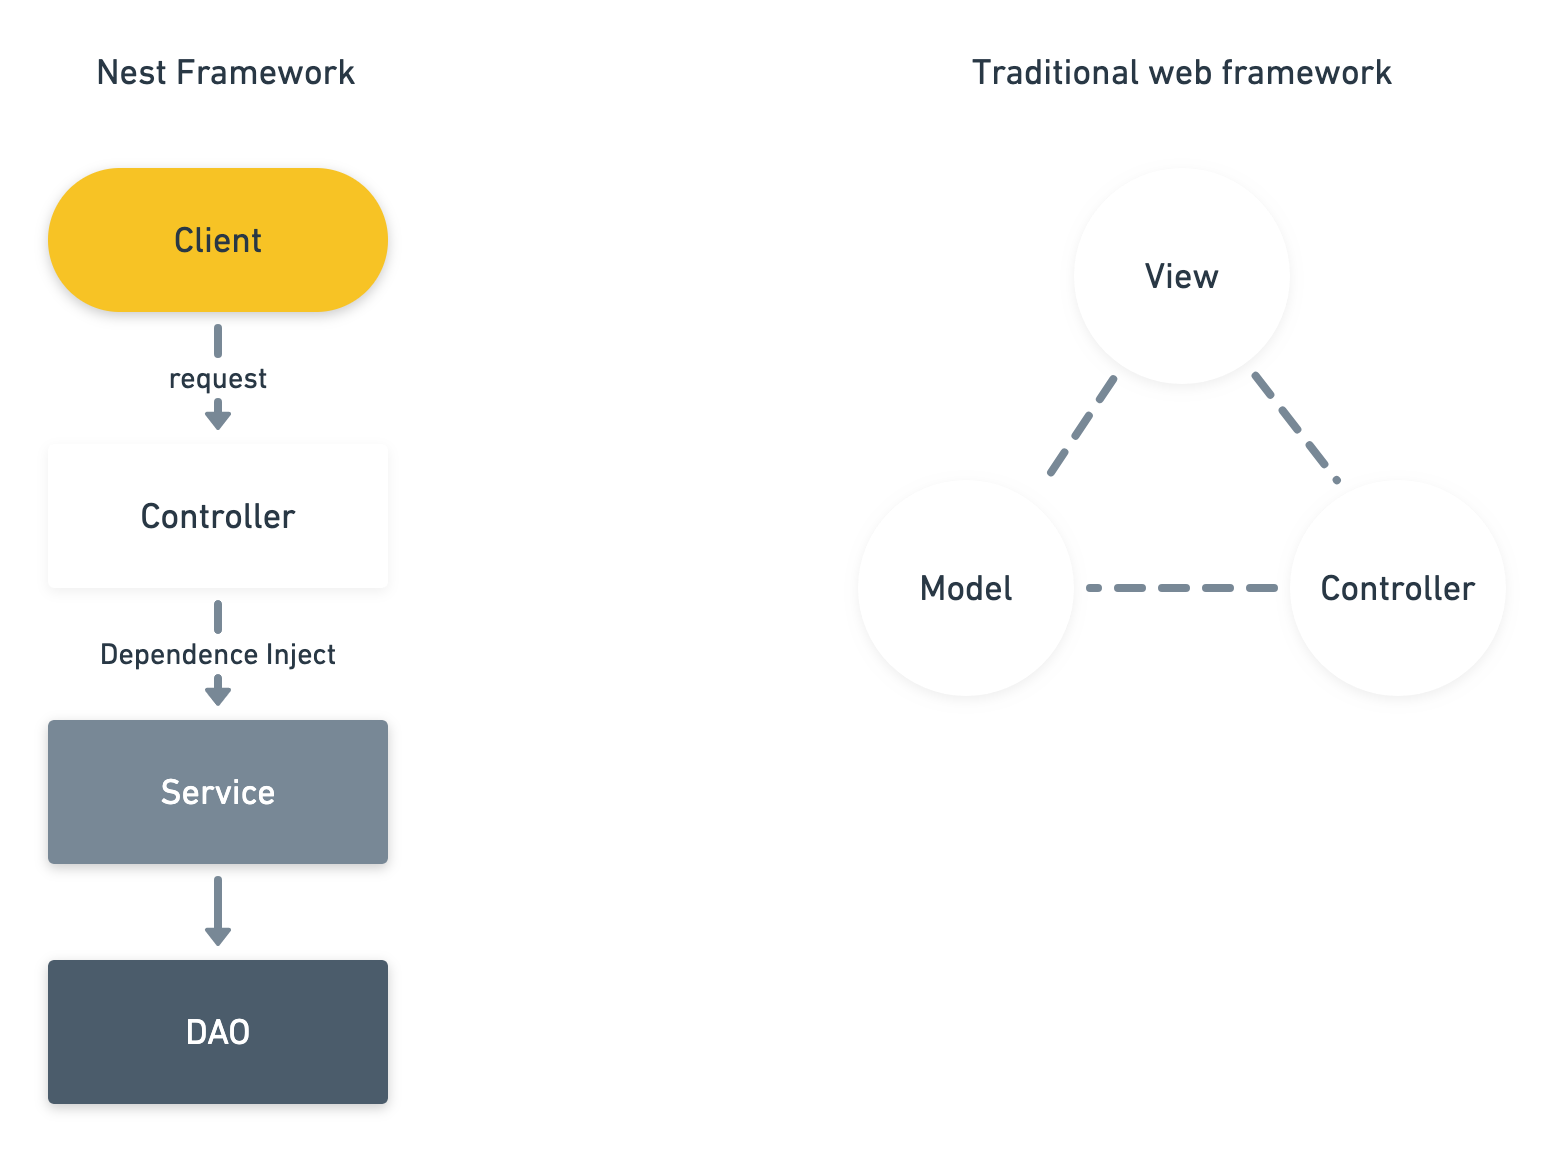 Nest Framework
Client
request
Controller
Dependence Inject
Service
DAO
Traditional web framework
View
Model
Controller